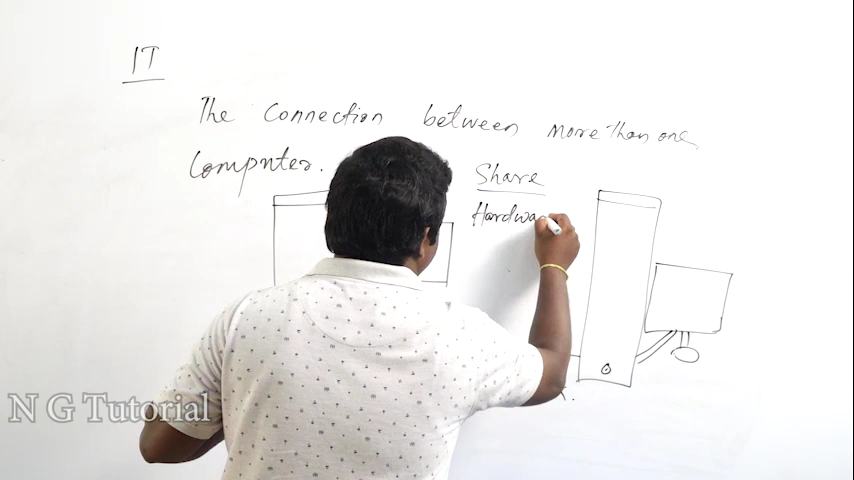 IT
The Connection between more than one
Computer.
Share
Hardwa
N G Tutorial